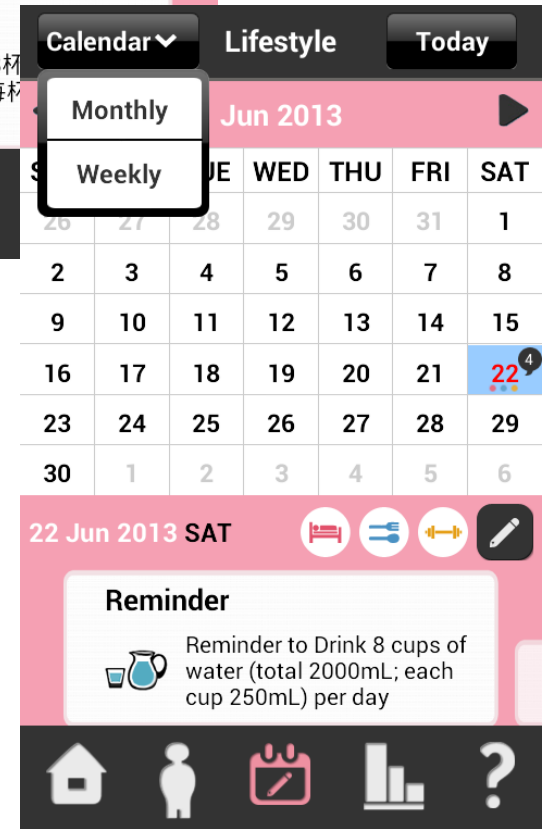 杯
每杯
Calendar Lifestyle Today
Monthly
Weekly
Jun 2013
S UE WED THU FRI SAT
26 27 28 29 30 31 1
2 3 4 5 6 7 8
9 10 11 12 13 14 15
16 17 18 19 20 21 22 4
23 24 25 26 27 28 29
30 1 2 3 4 5 6
22 Jun 2013 SAT
Reminder
Reminder to Drink 8 cups of
water (total 2000mL; each
cup 250mL) per day
?